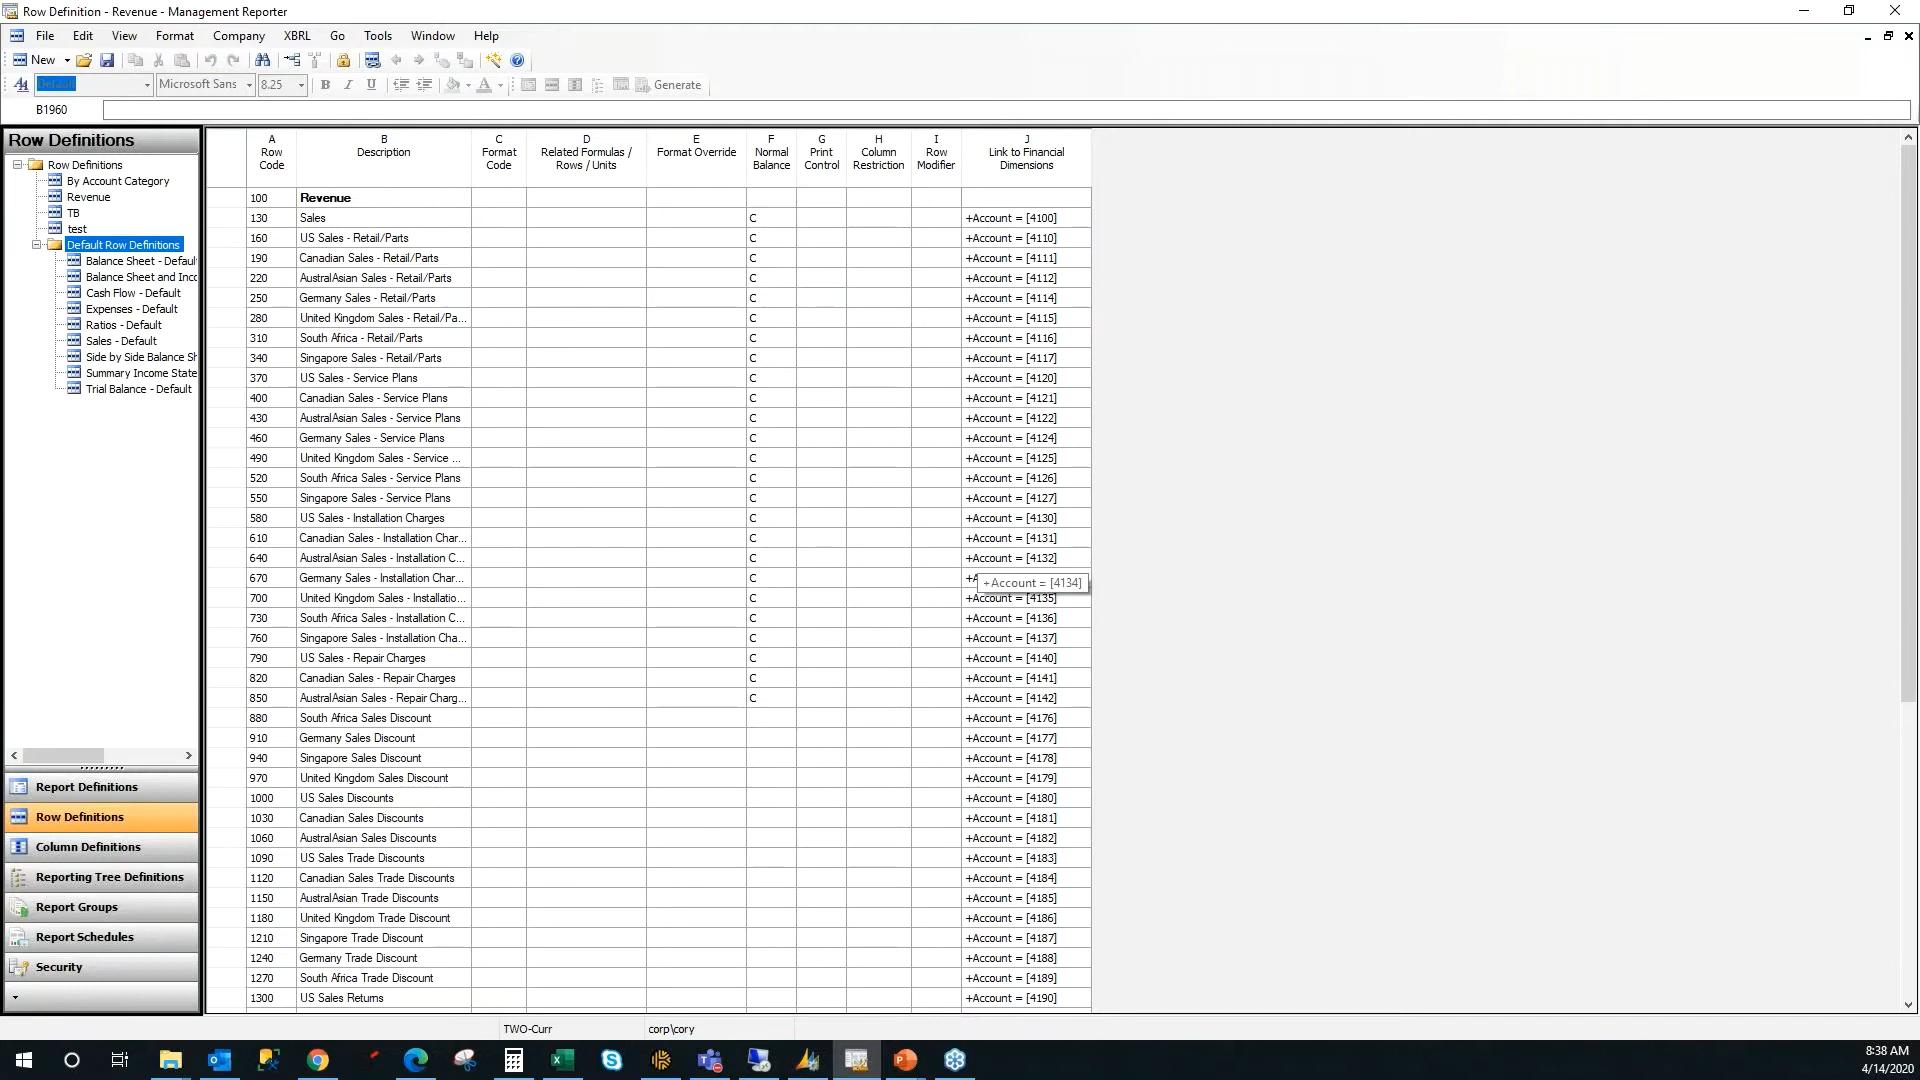 Row Definition - Revenue - Management Reporter
File Edit View Format Company XBRL Go Tools Window Help
New
Default Microsoft Sans 8.25 B I U A Generate
B1960
Row Definitions
Row Definitions
By Account Category
Revenue
TB
test
Default Row Definitions
Balance Sheet - Defaul
Balance Sheet and Inco
Cash Flow - Default
Expenses - Default
Ratios - Default
Sales - Default
Side by Side Balance Sh
Summary Income State
Trial Balance - Default
Report Definitions
Row Definitions
Column Definitions
Reporting Tree Definitions
Report Groups
Report Schedules
Security
A B C D E F G H I J
Row Code Description Format Code Related Formulas / Rows / Units Format Override Normal Balance Print Control Column Restriction Row Modifier Link to Financial Dimensions
100 Revenue
130 Sales C +Account = [4100]
160 US Sales - Retail/Parts C +Account = [4110]
190 Canadian Sales - Retail/Parts C +Account = [4111]
220 AustralAsian Sales - Retail/Parts C +Account = [4112]
250 Germany Sales - Retail/Parts C +Account = [4114]
280 United Kingdom Sales - Retail/Pa... C +Account = [4115]
310 South Africa - Retail/Parts C +Account = [4116]
340 Singapore Sales - Retail/Parts C +Account = [4117]
370 US Sales - Service Plans C +Account = [4120]
400 Canadian Sales - Service Plans C +Account = [4121]
430 AustralAsian Sales - Service Plans C +Account = [4122]
460 Germany Sales - Service Plans C +Account = [4124]
490 United Kingdom Sales - Service ... C +Account = [4125]
520 South Africa Sales - Service Plans C +Account = [4126]
550 Singapore Sales - Service Plans C +Account = [4127]
580 US Sales - Installation Charges C +Account = [4130]
610 Canadian Sales - Installation Char... C +Account = [4131]
640 AustralAsian Sales - Installation C... C +Account = [4132]
670 Germany Sales - Installation Char... C +A +Account = [4134]
700 United Kingdom Sales - Installatio... C +Account = [4135]
730 South Africa Sales - Installation C... C +Account = [4136]
760 Singapore Sales - Installation Cha... C +Account = [4137]
790 US Sales - Repair Charges C +Account = [4140]
820 Canadian Sales - Repair Charges C +Account = [4141]
850 AustralAsian Sales - Repair Charg... C +Account = [4142]
880 South Africa Sales Discount +Account = [4176]
910 Germany Sales Discount +Account = [4177]
940 Singapore Sales Discount +Account = [4178]
970 United Kingdom Sales Discount +Account = [4179]
1000 US Sales Discounts +Account = [4180]
1030 Canadian Sales Discounts +Account = [4181]
1060 AustralAsian Sales Discounts +Account = [4182]
1090 US Sales Trade Discounts +Account = [4183]
1120 Canadian Sales Trade Discounts +Account = [4184]
1150 AustralAsian Trade Discounts +Account = [4185]
1180 United Kingdom Trade Discount +Account = [4186]
1210 Singapore Trade Discount +Account = [4187]
1240 Germany Trade Discount +Account = [4188]
1270 South Africa Trade Discount +Account = [4189]
1300 US Sales Returns +Account = [4190]
TWO-Curr corp\cory
8:38 AM
4/14/2020